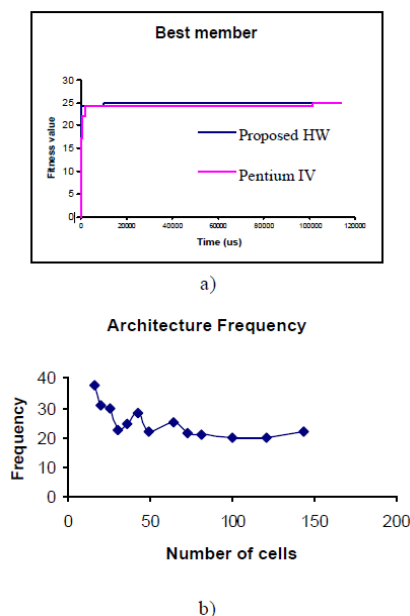 Best member
30
25
20
15
10
5
0
Fitness value
0 20000 40000 60000 80000 100000 120000
Time (us)
Proposed HW
Pentium IV
a)
Architecture Frequency
40
30
20
10
0
Frequency
0 50 100 150 200
Number of cells
b)